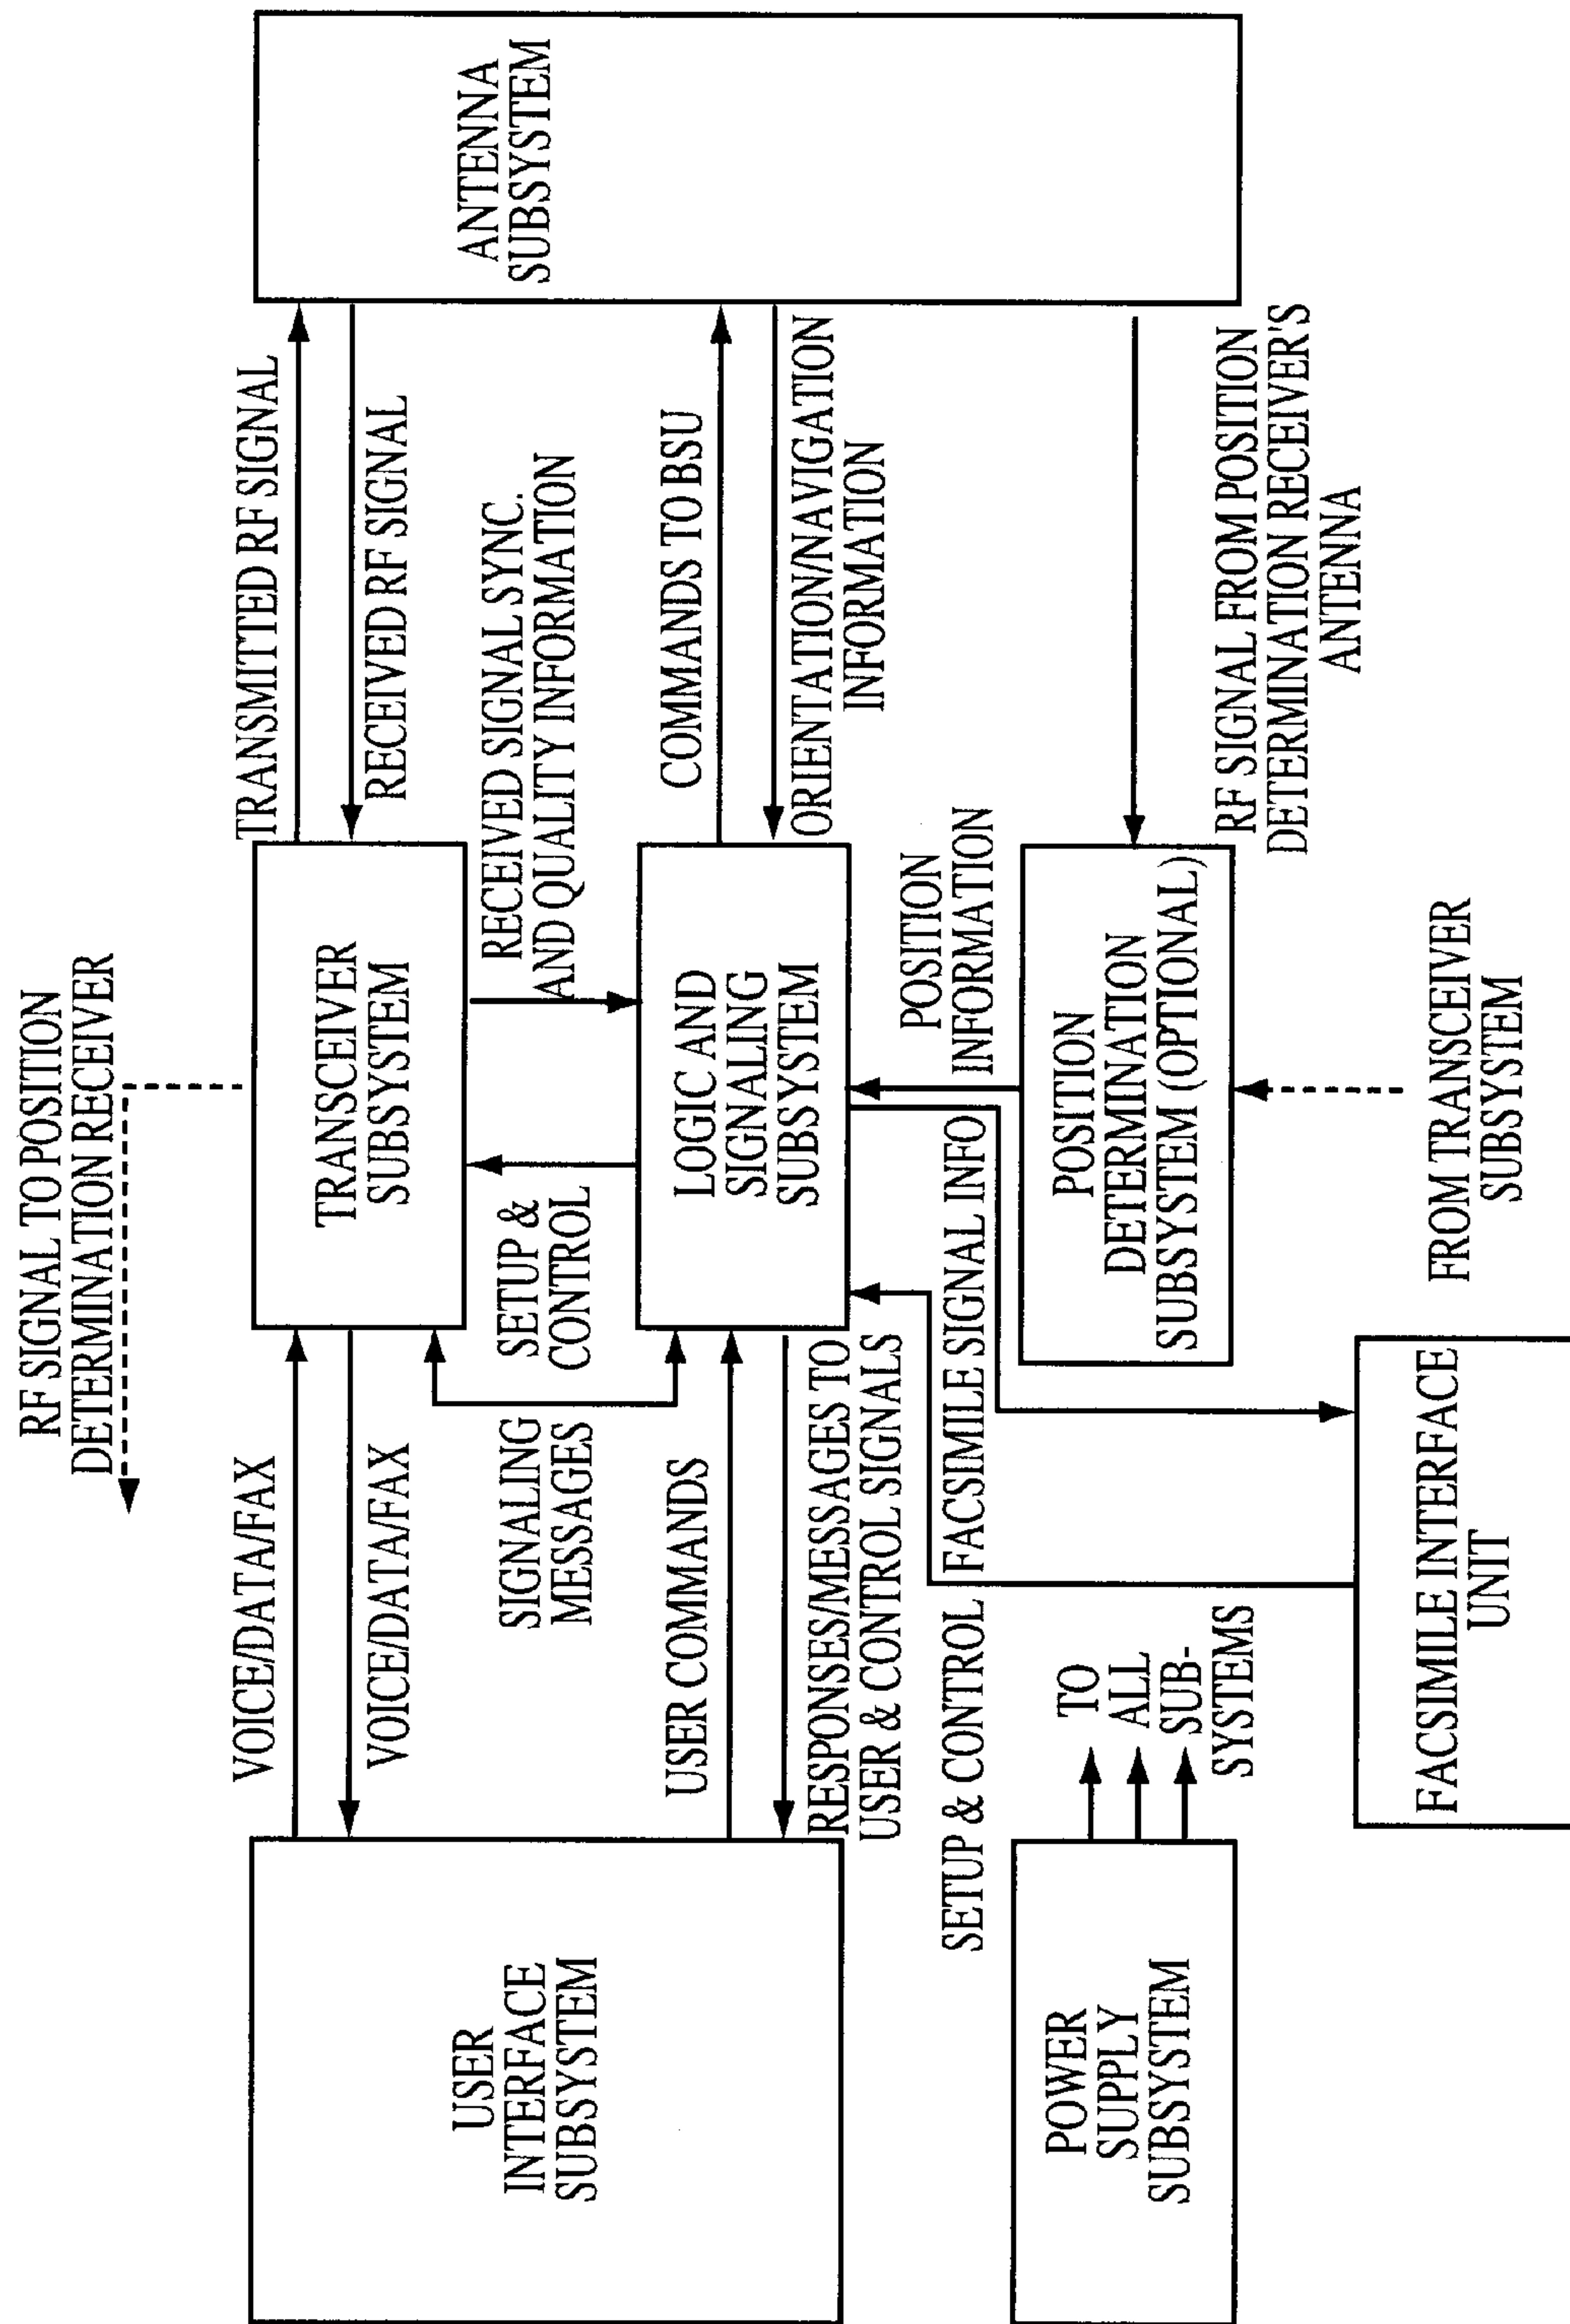 RF SIGNAL TO POSITION
DETERMINATION RECEIVER
VOICE/DATA/FAX
VOICE/DATA/FAX
TRANSMITTED RF SIGNAL
RECEIVED RF SIGNAL
TRANSCEIVER
SUBSYSTEM
ANTENNA
SUBSYSTEM
USER
INTERFACE
SUBSYSTEM
SIGNALING
MESSAGES
SETUP &
CONTROL
RECEIVED SIGNAL SYNC.
AND QUALITY INFORMATION
USER COMMANDS
RESPONSES/MESSAGES TO
USER & CONTROL SIGNALS
LOGIC AND
SIGNALING
SUBSYSTEM
COMMANDS TO BSU
ORIENTATION/NAVIGATION
INFORMATION
SETUP & CONTROL
FACSIMILE SIGNAL INFO
POSITION
INFORMATION
POWER
SUPPLY
SUBSYSTEM
TO
ALL
SUB-
SYSTEMS
POSITION
DETERMINATION
SUBSYSTEM (OPTIONAL)
RF SIGNAL FROM POSITION
DETERMINATION RECEIVER'S
ANTENNA
FACSIMILE INTERFACE
UNIT
FROM TRANSCEIVER
SUBSYSTEM